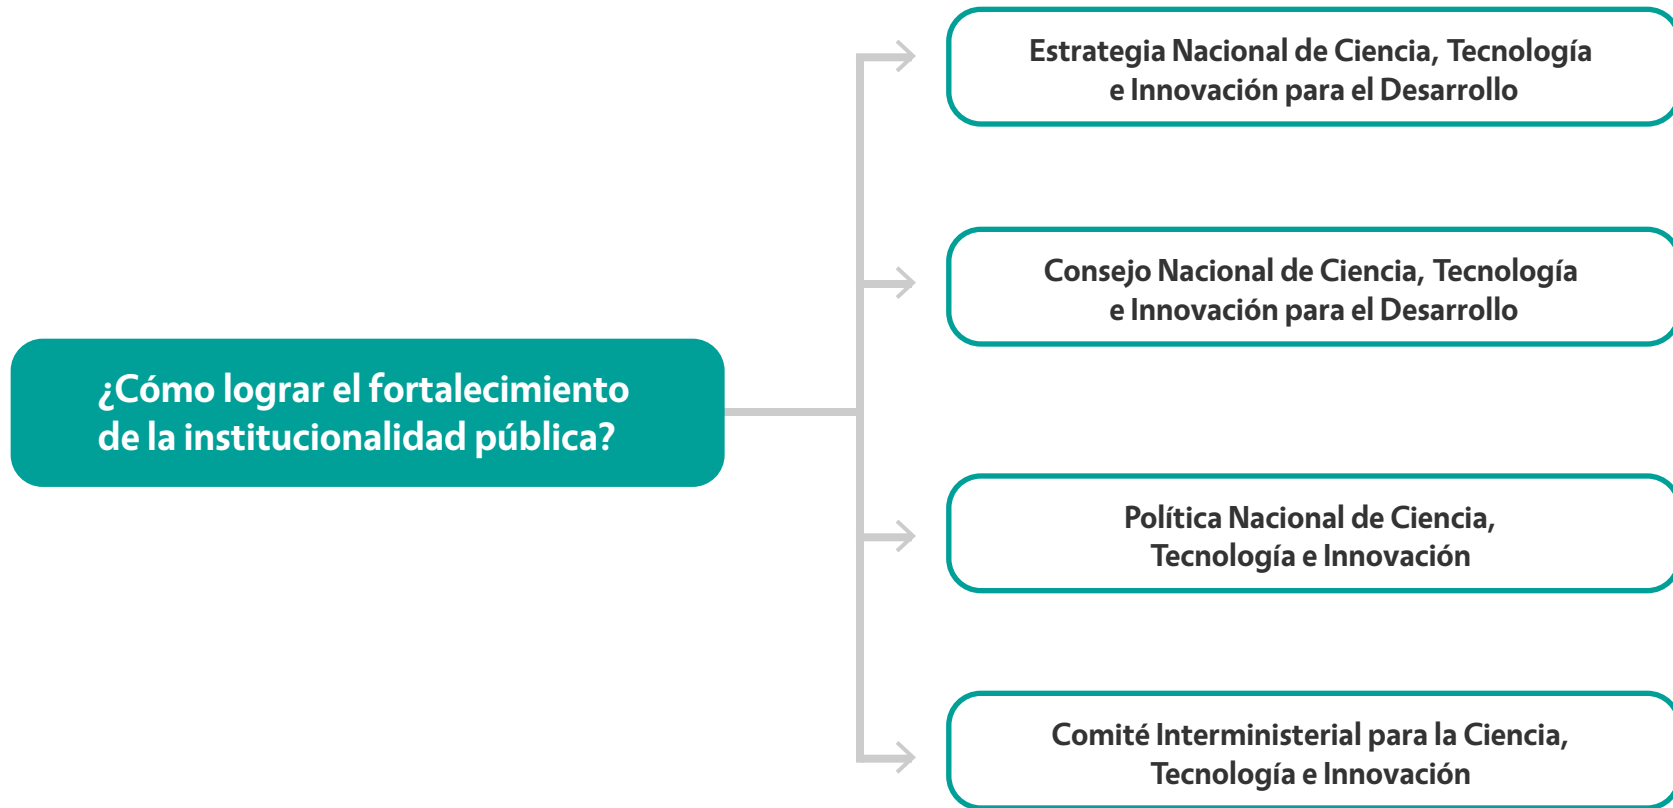 Estrategia Nacional de Ciencia, Tecnología
e Innovación para el Desarrollo
Consejo Nacional de Ciencia, Tecnología
e Innovación para el Desarrollo
¿Cómo lograr el fortalecimiento
de la institucionalidad pública?
Política Nacional de Ciencia,
Tecnología e Innovación
Comité Interministerial para la Ciencia,
Tecnología e Innovación